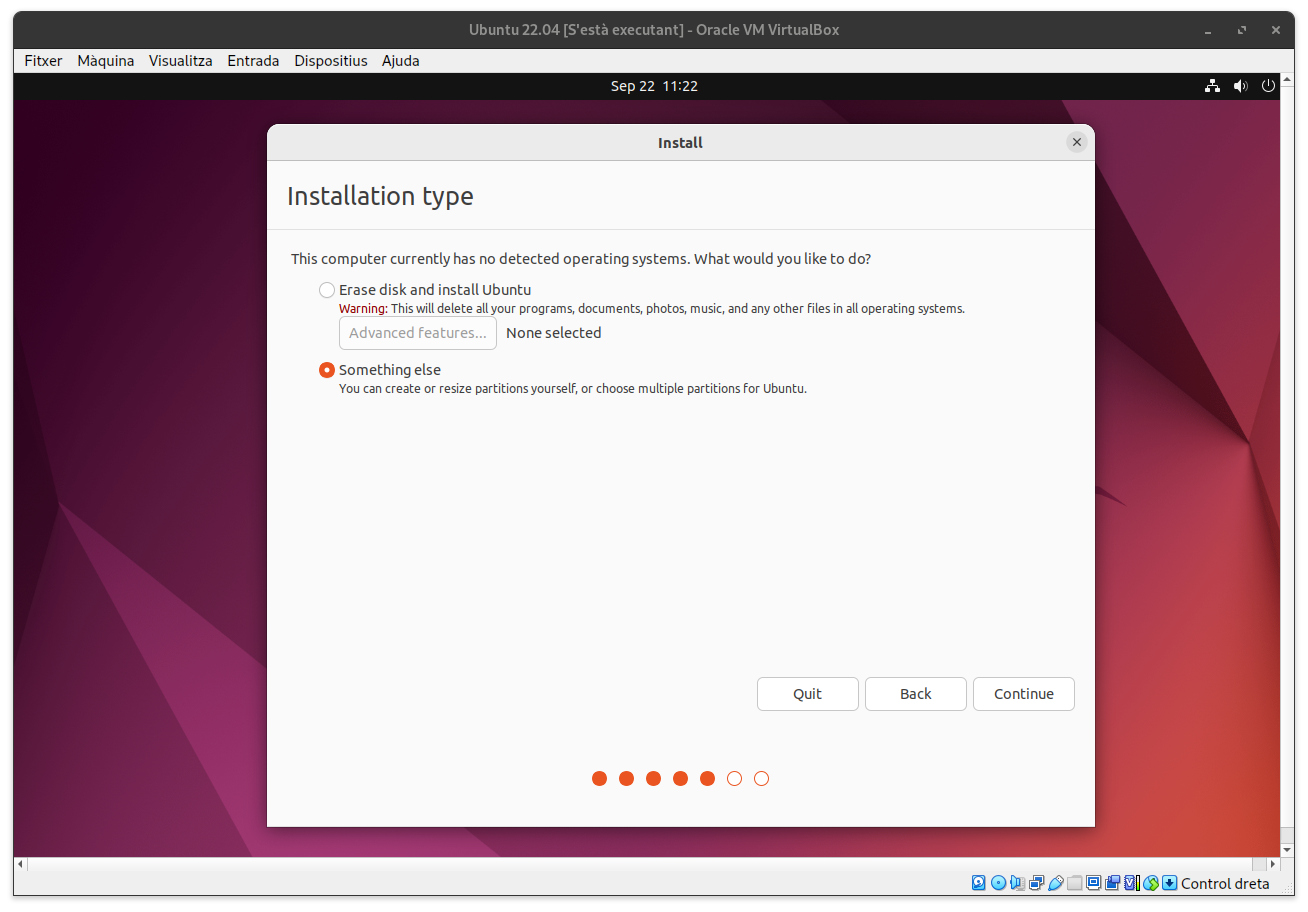 Ubuntu 22.04 [S'està executant] - Oracle VM VirtualBox
Fitxer Màquina Visualitza Entrada Dispositius Ajuda
Sep 22 11:22
Install
Installation type
This computer currently has no detected operating systems. What would you like to do?
Erase disk and install Ubuntu
Warning: This will delete all your programs, documents, photos, music, and any other files in all operating systems.
Advanced features... None selected
Something else
You can create or resize partitions yourself, or choose multiple partitions for Ubuntu.
Quit Back Continue
Control dreta